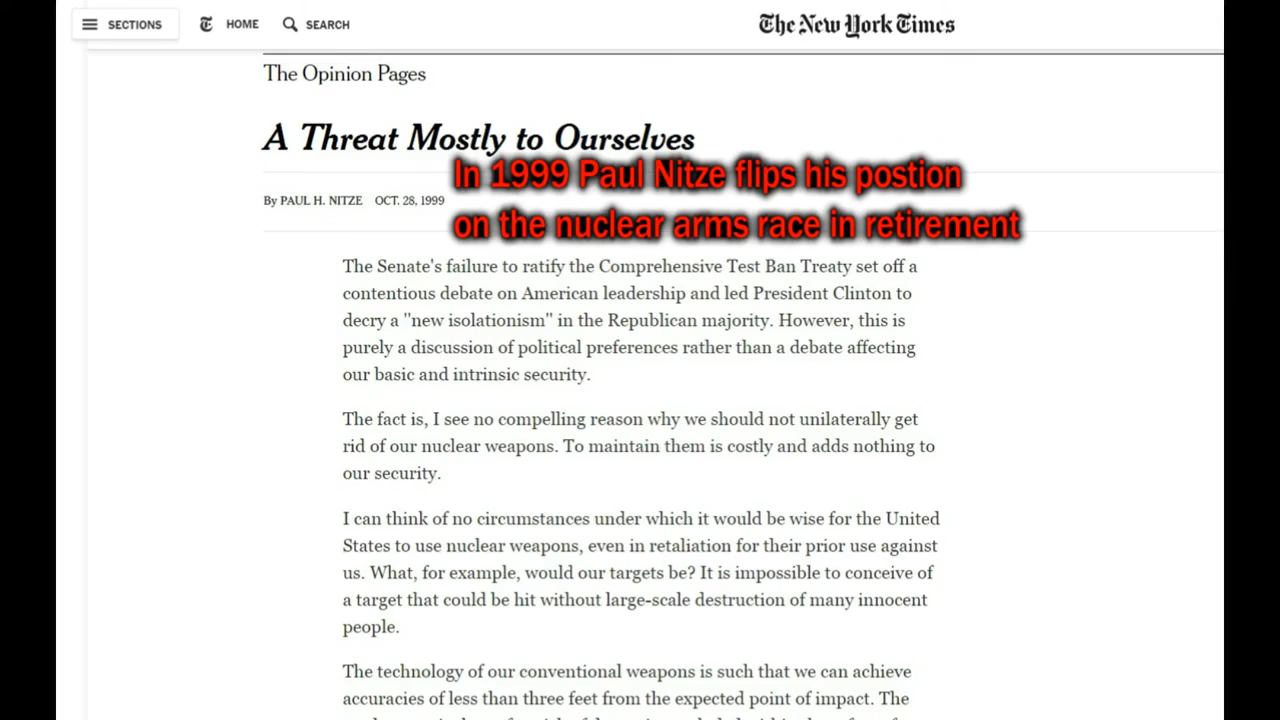 SECTIONS HOME SEARCH The New York Times
The Opinion Pages
A Threat Mostly to Ourselves
In 1999 Paul Nitze flips his postion
By PAUL H. NITZE OCT. 28, 1999
on the nuclear arms race in retirement
The Senate's failure to ratify the Comprehensive Test Ban Treaty set off a
contentious debate on American leadership and led President Clinton to
decry a "new isolationism" in the Republican majority. However, this is
purely a discussion of political preferences rather than a debate affecting
our basic and intrinsic security.
The fact is, I see no compelling reason why we should not unilaterally get
rid of our nuclear weapons. To maintain them is costly and adds nothing to
our security.
I can think of no circumstances under which it would be wise for the United
States to use nuclear weapons, even in retaliation for their prior use against
us. What, for example, would our targets be? It is impossible to conceive of
a target that could be hit without large-scale destruction of many innocent
people.
The technology of our conventional weapons is such that we can achieve
accuracies of less than three feet from the expected point of impact. The